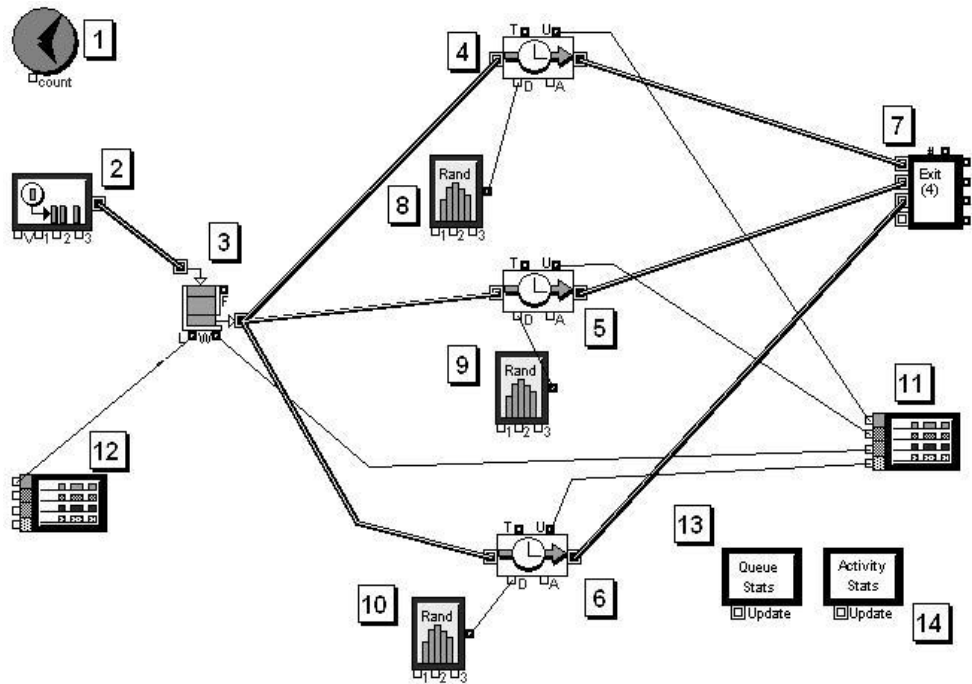 1
count
2
V 1 2 3
3
F
L W
4
T U
D A
8
Rand
1 2 3
7
#
Exit
(4)
T U
D A
5
9
Rand
1 2 3
11
12
T U
D A
6
10
Rand
1 2 3
13
Queue
Stats
Update
Activity
Stats
Update
14